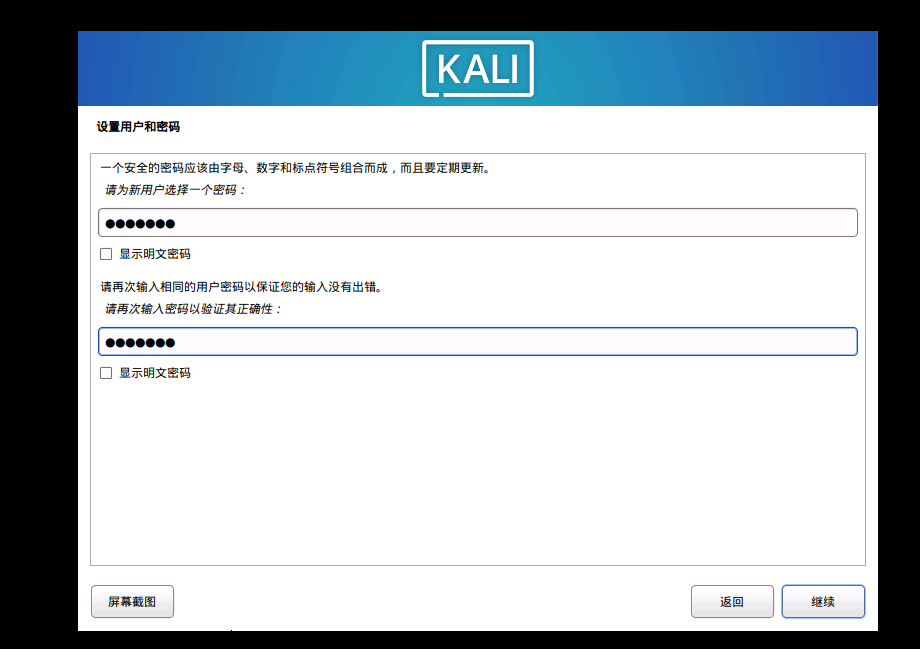 KALI
设置用户和密码
一个安全的密码应该由字母、数字和标点符号组合而成，而且要定期更新。
请为新用户选择一个密码：
●●●●●●●
显示明文密码
请再次输入相同的用户密码以保证您的输入没有出错。
请再次输入密码以验证其正确性：
●●●●●●●
显示明文密码
屏幕截图
返回
继续